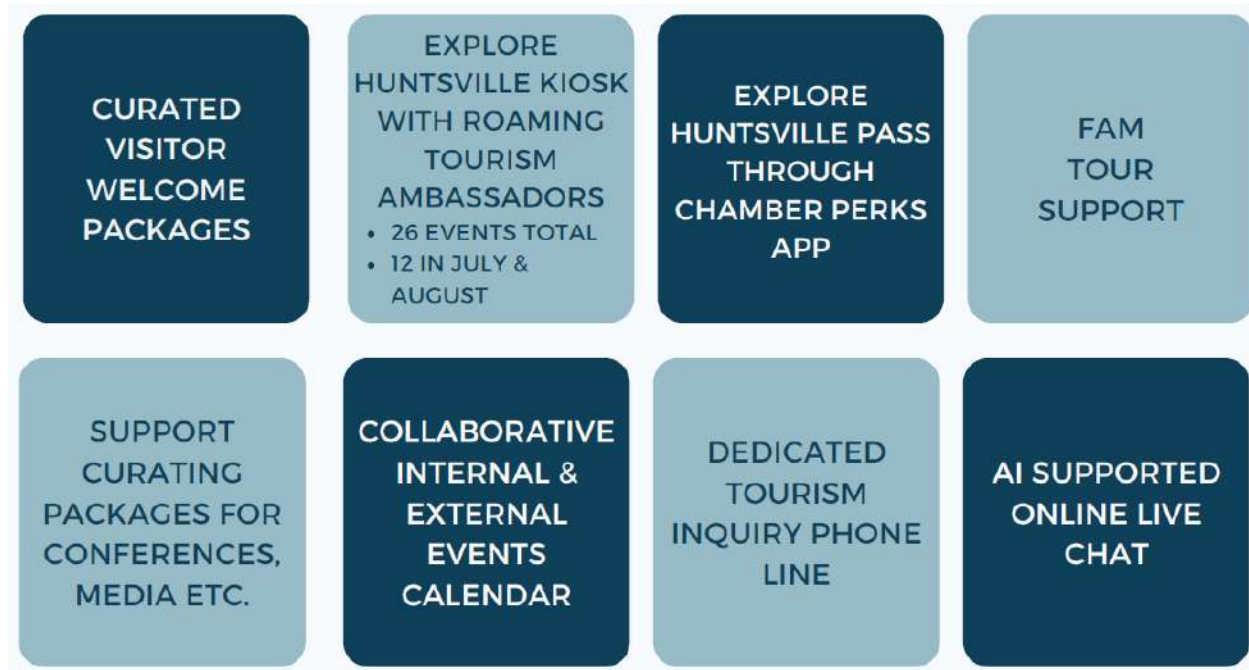 CURATED
VISITOR
WELCOME
PACKAGES
EXPLORE
HUNTSVILLE KIOSK
WITH ROAMING
TOURISM
AMBASSADORS
• 26 EVENTS TOTAL
• 12 IN JULY &
AUGUST
EXPLORE
HUNTSVILLE PASS
THROUGH
CHAMBER PERKS
APP
FAM
TOUR
SUPPORT
SUPPORT
CURATING
PACKAGES FOR
CONFERENCES,
MEDIA ETC.
COLLABORATIVE
INTERNAL &
EXTERNAL
EVENTS
CALENDAR
DEDICATED
TOURISM
INQUIRY PHONE
LINE
AI SUPPORTED
ONLINE LIVE
CHAT